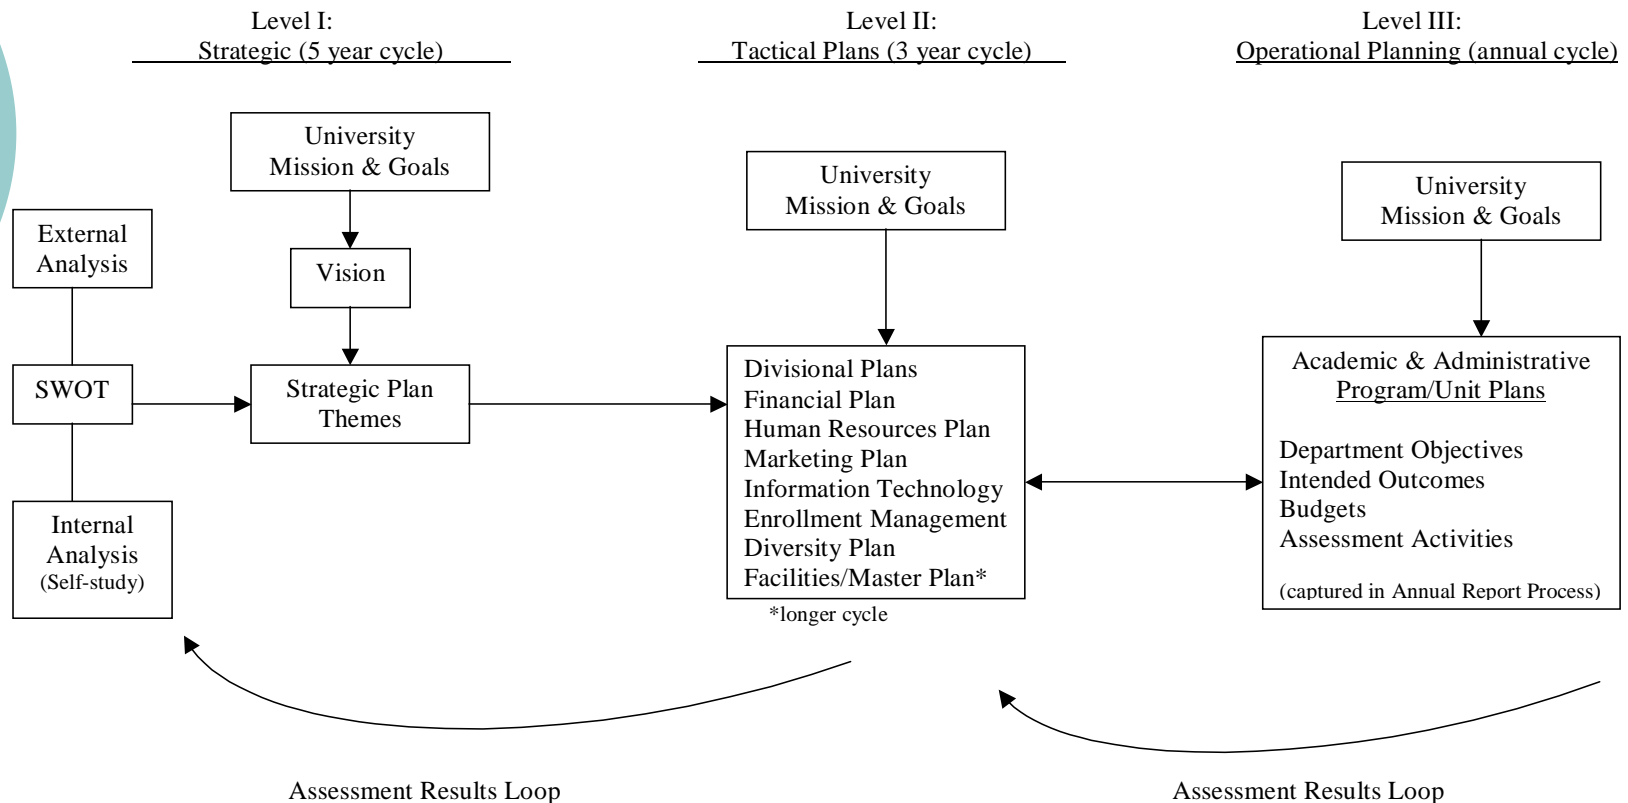 Level I:
Strategic (5 year cycle)
University
Mission & Goals
External
Analysis
Vision
SWOT
Strategic Plan
Themes
Internal
Analysis
(Self-study)
Level II:
Tactical Plans (3 year cycle)
University
Mission & Goals
Divisional Plans
Financial Plan
Human Resources Plan
Marketing Plan
Information Technology
Enrollment Management
Diversity Plan
Facilities/Master Plan*
*longer cycle
Level III:
Operational Planning (annual cycle)
University
Mission & Goals
Academic & Administrative
Program/Unit Plans
Department Objectives
Intended Outcomes
Budgets
Assessment Activities
(captured in Annual Report Process)
Assessment Results Loop
Assessment Results Loop